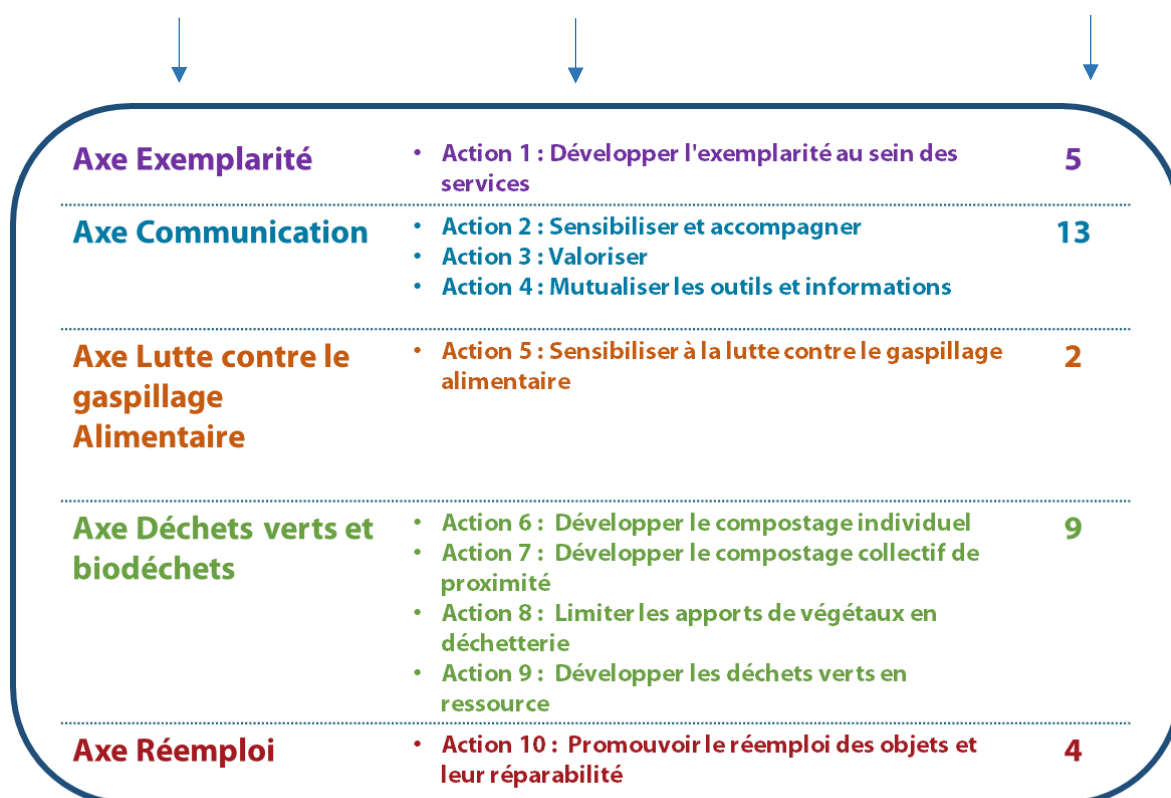 Axe Exemplarité
• Action 1 : Développer l'exemplarité au sein des
services
5
Axe Communication
• Action 2 : Sensibiliser et accompagner
• Action 3 : Valoriser
• Action 4 : Mutualiser les outils et informations
13
Axe Lutte contre le
gaspillage
Alimentaire
• Action 5 : Sensibiliser à la lutte contre le gaspillage
alimentaire
2
Axe Déchets verts et
biodéchets
• Action 6 : Développer le compostage individuel
• Action 7 : Développer le compostage collectif de
proximité
• Action 8 : Limiter les apports de végétaux en
déchetterie
• Action 9 : Développer les déchets verts en
ressource
9
Axe Réemploi
• Action 10 : Promouvoir le réemploi des objets et
leur réparabilité
4